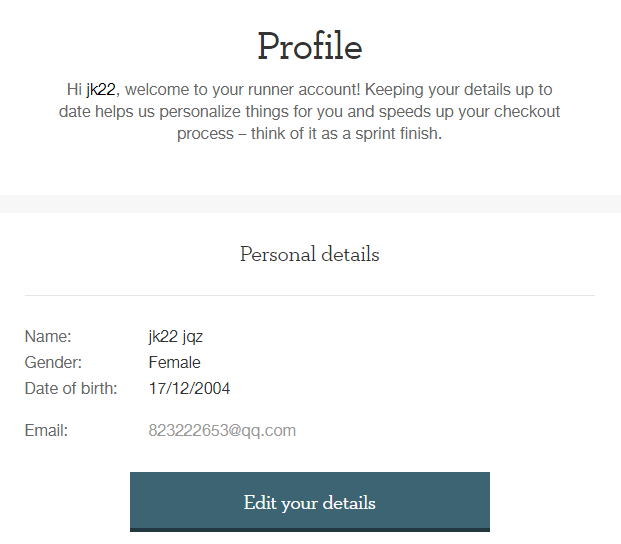 Profile
Hi jk22, welcome to your runner account! Keeping your details up to
date helps us personalize things for you and speeds up your checkout
process – think of it as a sprint finish.
Personal details
Name: jk22 jqz
Gender: Female
Date of birth: 17/12/2004
Email: 823222653@qq.com
Edit your details